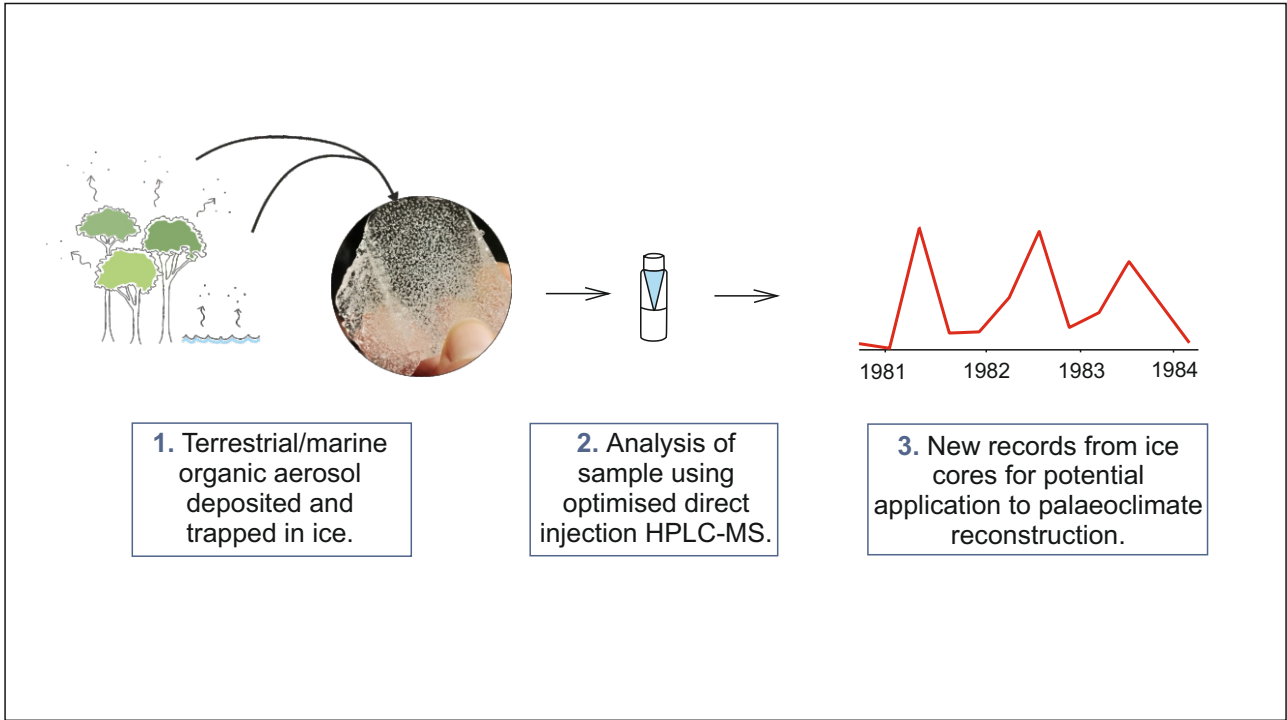 1981
1982
1983
1984
1. Terrestrial/marine
organic aerosol
deposited and
trapped in ice.
2. Analysis of
sample using
optimised direct
injection HPLC-MS.
3. New records from ice
cores for potential
application to palaeoclimate
reconstruction.